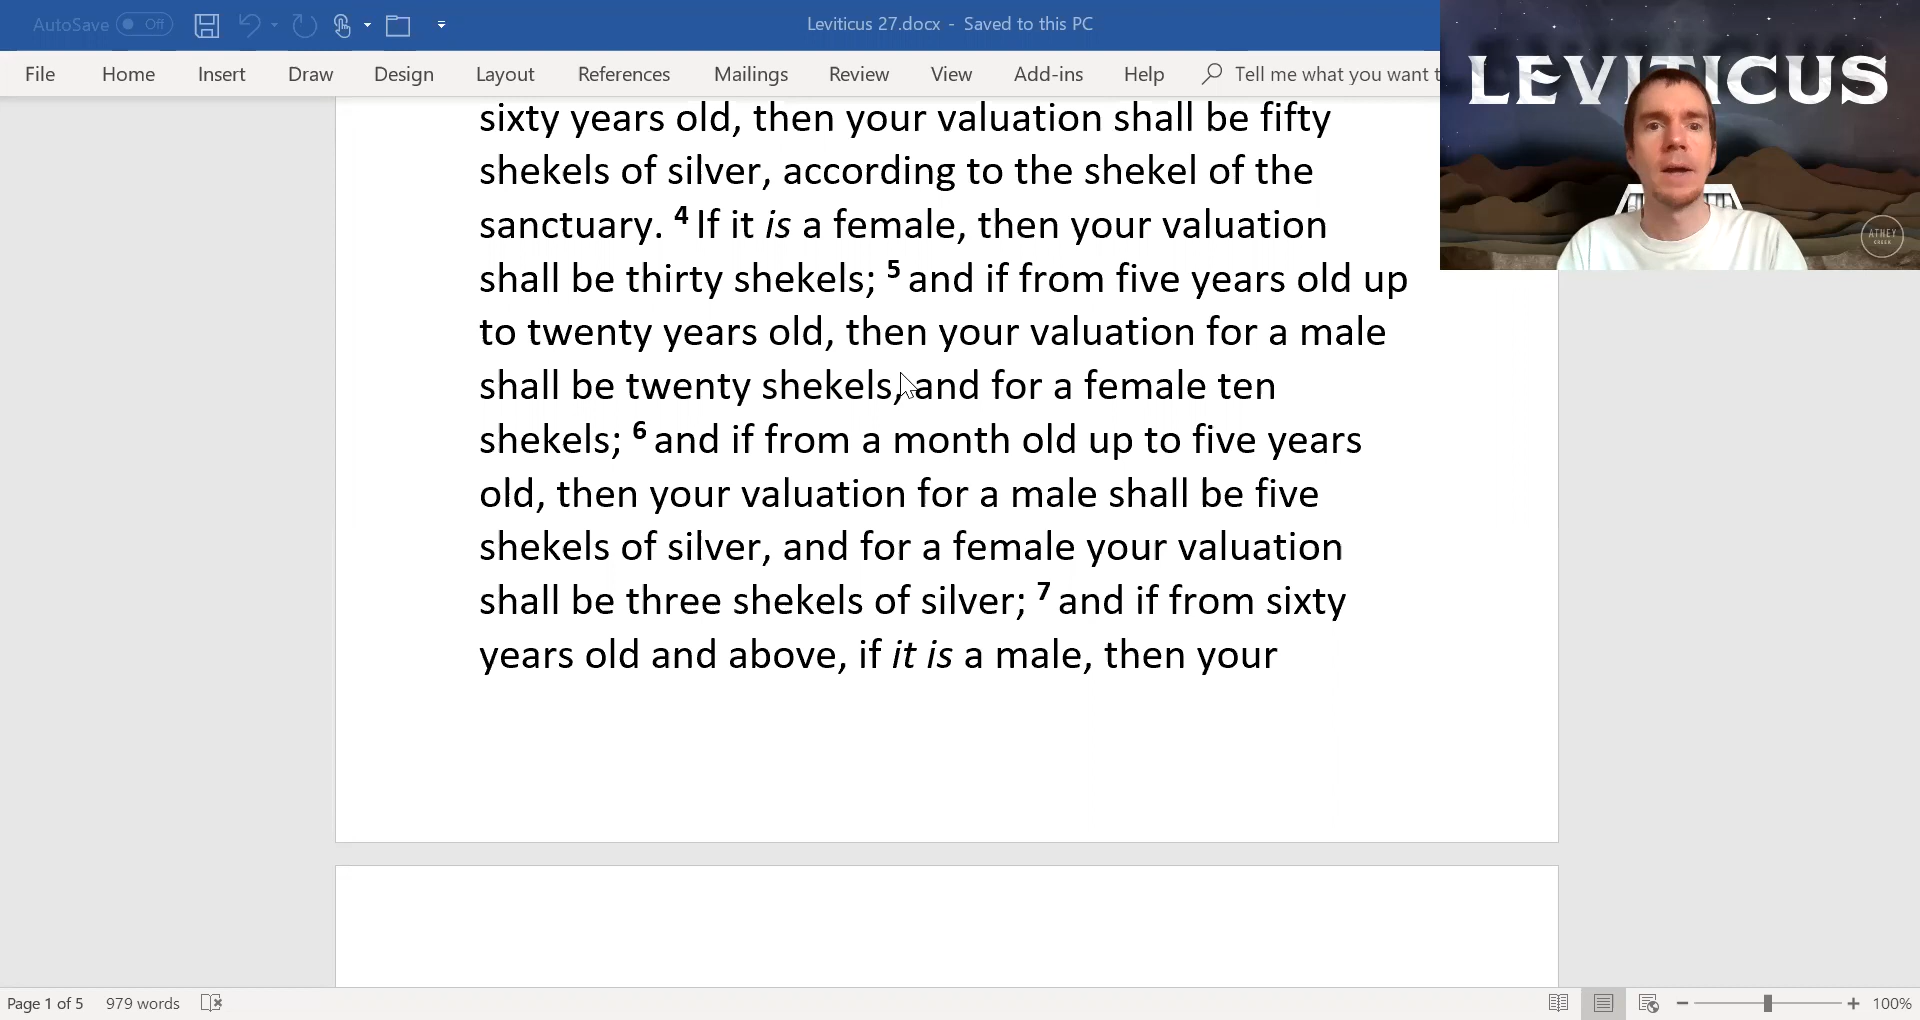 AutoSave Off
Leviticus 27.docx - Saved to this PC
File Home Insert Draw Design Layout References Mailings Review View Add-ins Help Tell me what you want t
LEVITICUS
ATHEY
CREEK
sixty years old, then your valuation shall be fifty
shekels of silver, according to the shekel of the
sanctuary. 4 If it is a female, then your valuation
shall be thirty shekels; 5 and if from five years old up
to twenty years old, then your valuation for a male
shall be twenty shekels, and for a female ten
shekels; 6 and if from a month old up to five years
old, then your valuation for a male shall be five
shekels of silver, and for a female your valuation
shall be three shekels of silver; 7 and if from sixty
years old and above, if it is a male, then your
Page 1 of 5 979 words 100%